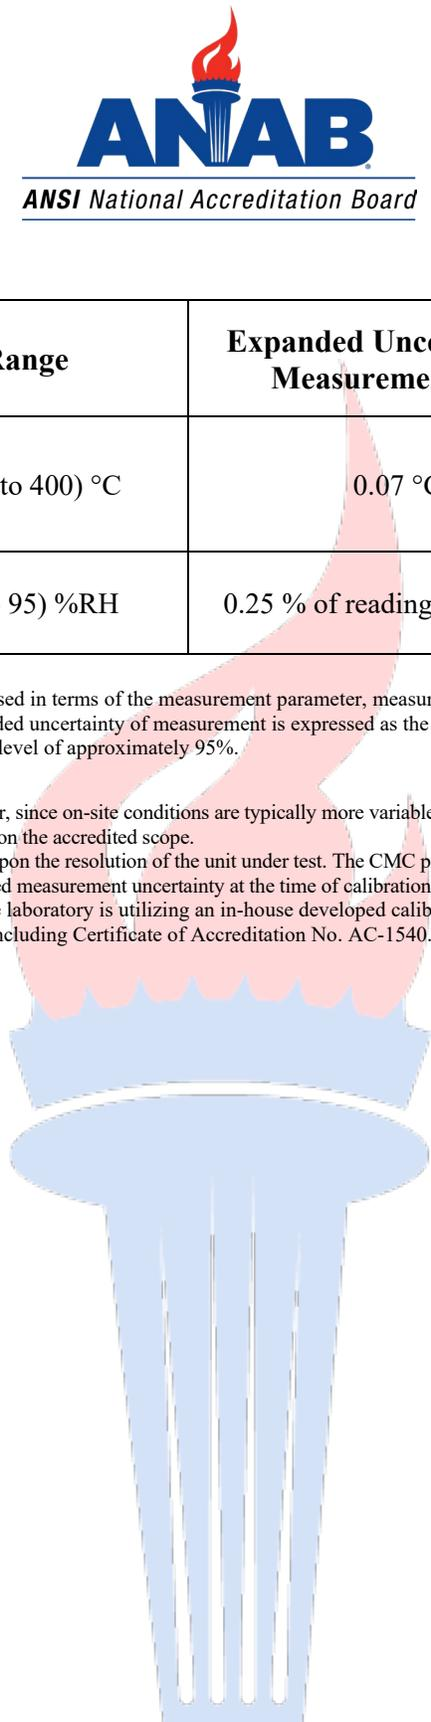 ANAB
ANSI National Accreditation Board
Range
Expanded Unce
Measureme
to 400) °C
0.07 °C
95) %RH
0.25 % of reading
sed in terms of the measurement parameter, measur
ded uncertainty of measurement is expressed as the
level of approximately 95%.
r, since on-site conditions are typically more variable
on the accredited scope.
pon the resolution of the unit under test. The CMC p
ed measurement uncertainty at the time of calibration
e laboratory is utilizing an in-house developed calib
ncluding Certificate of Accreditation No. AC-1540.